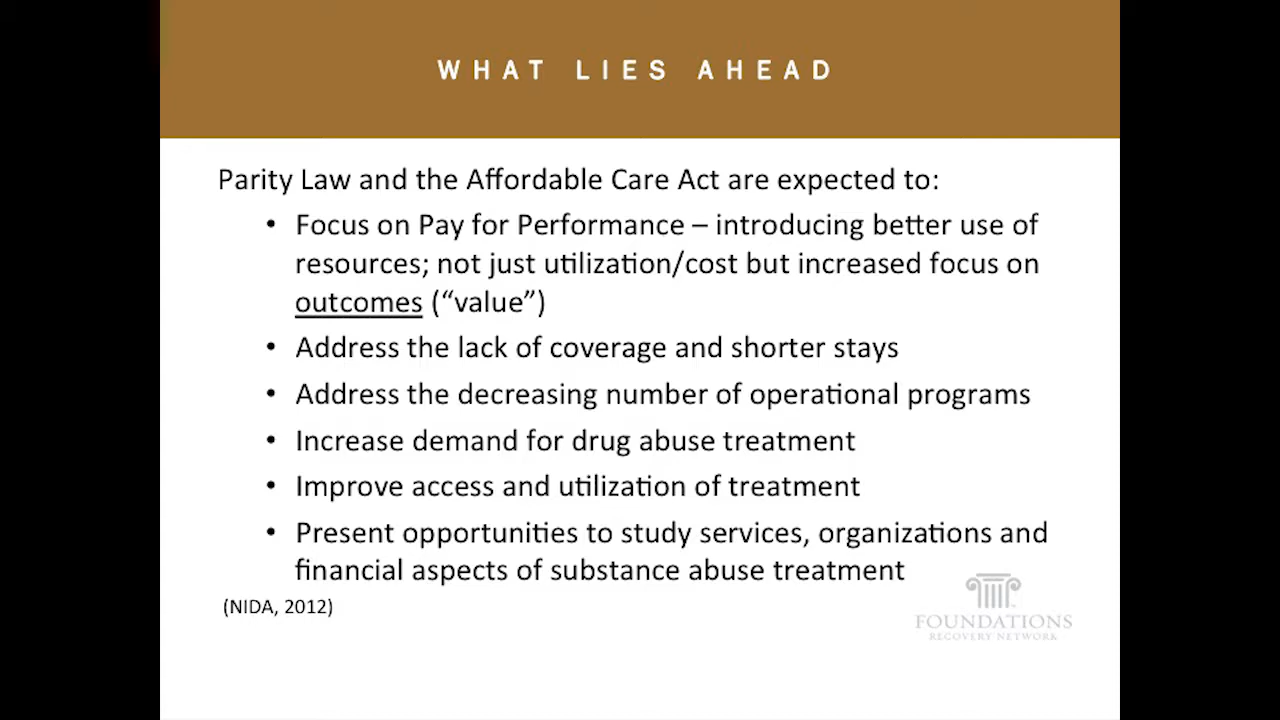 WHAT LIES AHEAD
Parity Law and the Affordable Care Act are expected to:
• Focus on Pay for Performance – introducing better use of
resources; not just utilization/cost but increased focus on
outcomes (“value”)
• Address the lack of coverage and shorter stays
• Address the decreasing number of operational programs
• Increase demand for drug abuse treatment
• Improve access and utilization of treatment
• Present opportunities to study services, organizations and
financial aspects of substance abuse treatment
(NIDA, 2012)
FOUNDATIONS
RECOVERY NETWORK